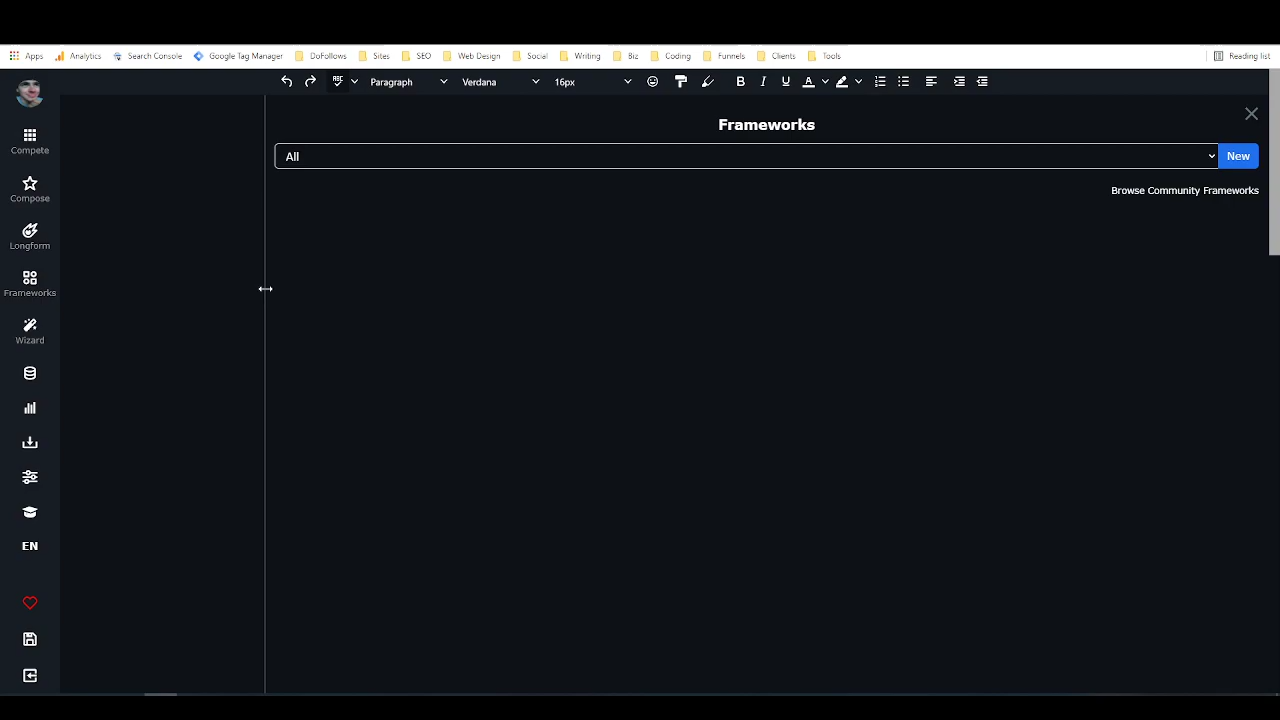 Apps Analytics Search Console Google Tag Manager DoFollows Sites SEO Web Design Social Writing Biz Coding Funnels Clients Tools Reading list
ABC Paragraph Verdana 16px B I U A
Frameworks
All New
Browse Community Frameworks
Compete
Compose
Longform
Frameworks
Wizard
EN